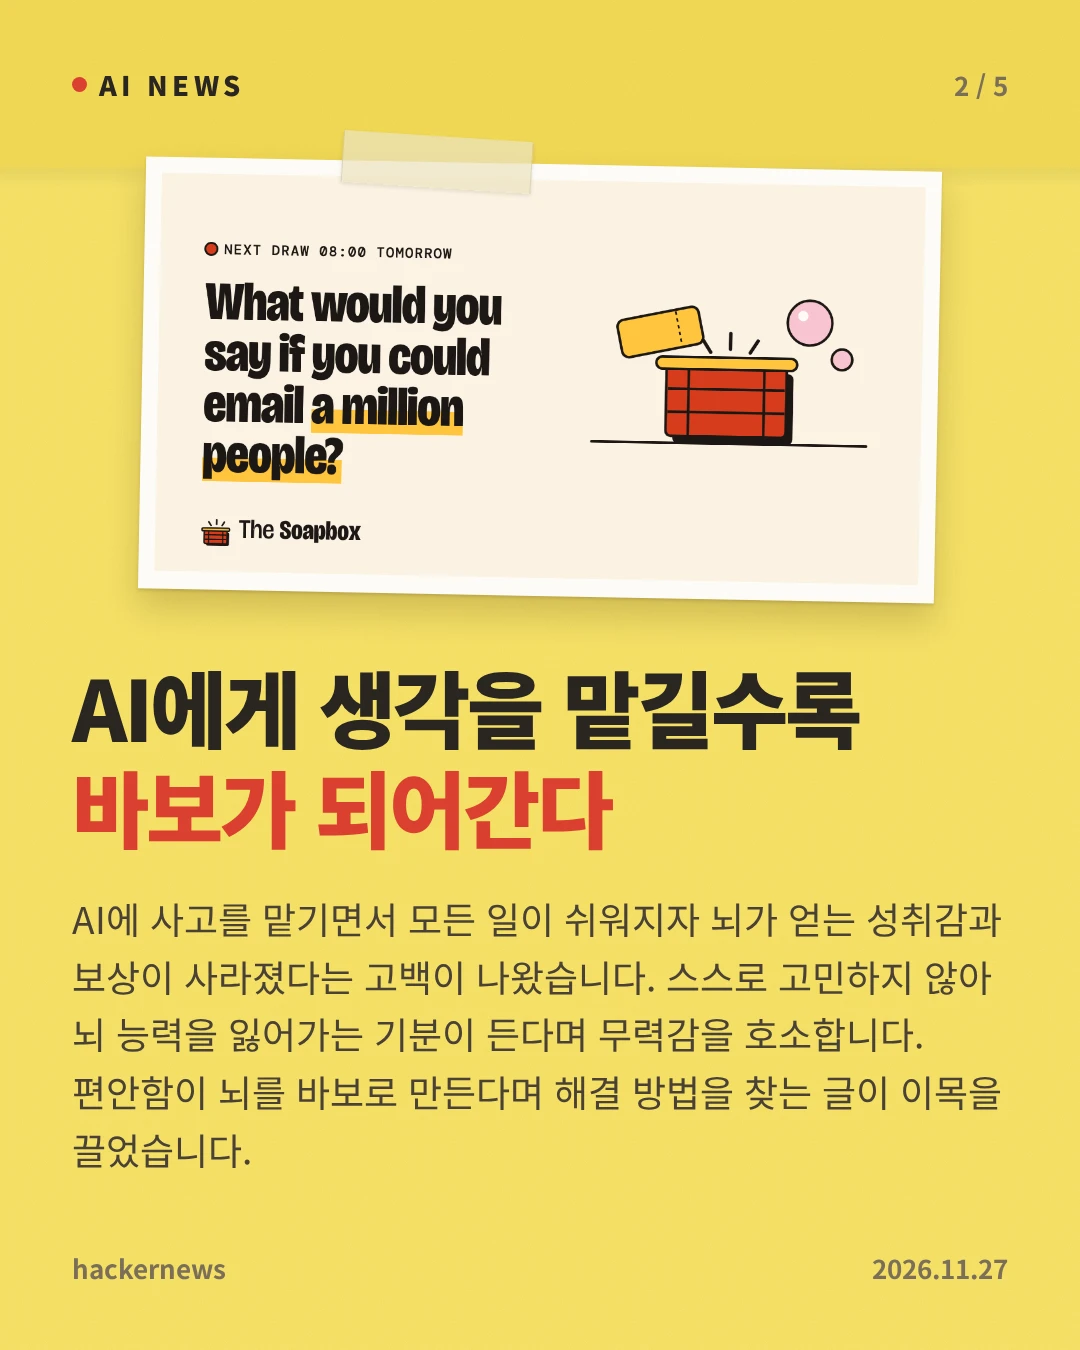 AI NEWS
2 / 5
NEXT DRAW 08:00 TOMORROW
What would you
say if you could
email a million
people?
The Soapbox
AI에게 생각을 맡길수록
바보가 되어간다
AI에 사고를 맡기면서 모든 일이 쉬워지자 뇌가 얻는 성취감과
보상이 사라졌다는 고백이 나왔습니다. 스스로 고민하지 않아
뇌 능력을 잃어가는 기분이 든다며 무력감을 호소합니다.
편안함이 뇌를 바보로 만든다며 해결 방법을 찾는 글이 이목을
끌었습니다.
hackernews
2026.11.27